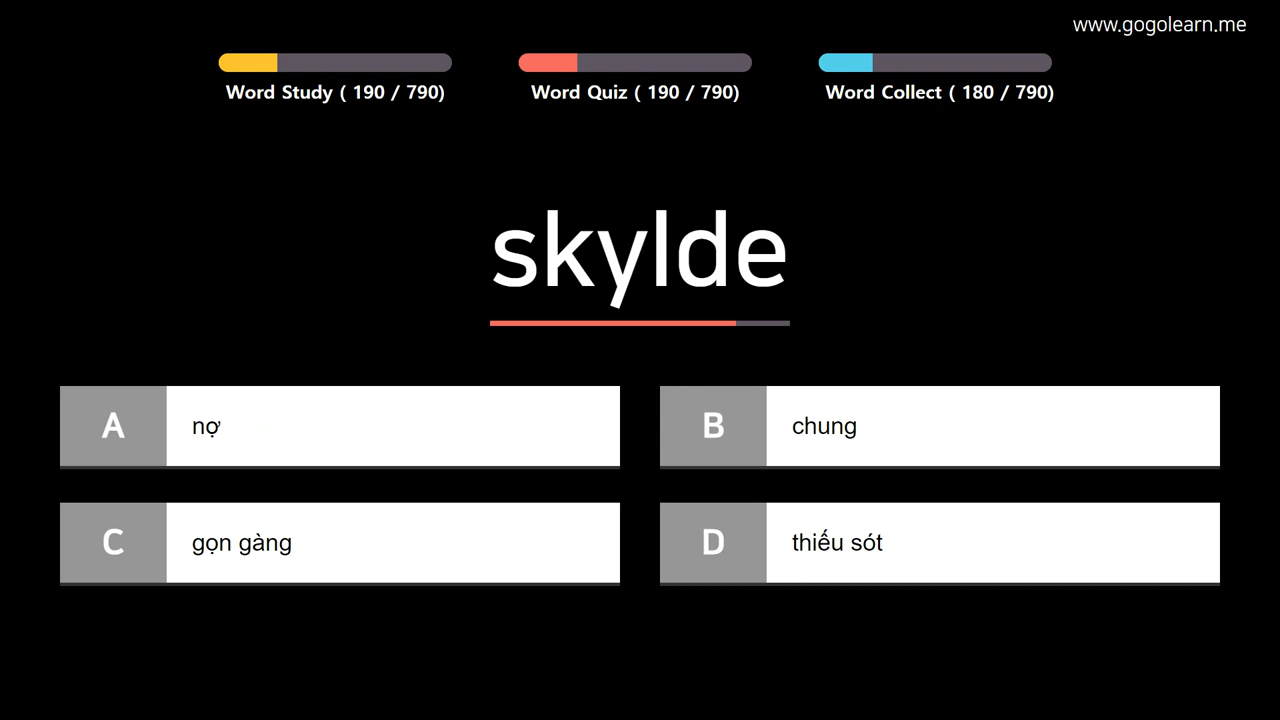 www.gogolearn.me
Word Study ( 190 / 790)
Word Quiz ( 190 / 790)
Word Collect ( 180 / 790)
skylde
A nợ
B chung
C gọn gàng
D thiếu sót